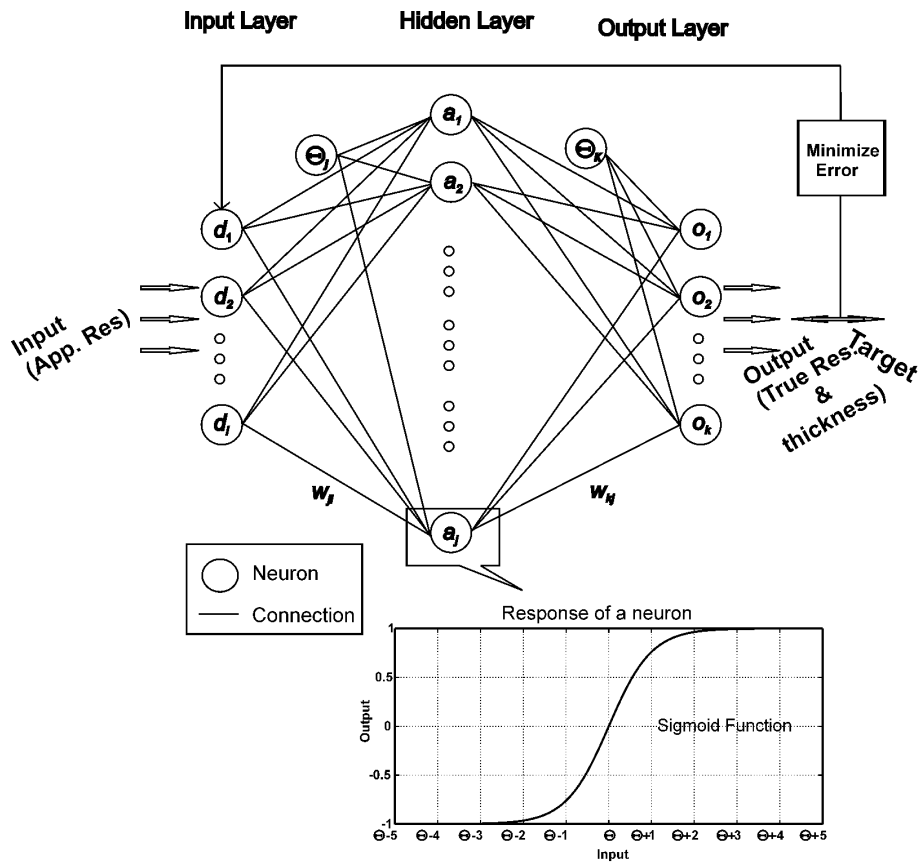 Input Layer
Hidden Layer
Output Layer
a₁
Θⱼ
Θ_K
Minimize
Error
a₂
d₁
o₁
d₂
o₂
Input
(App. Res)
Output
(True Res.
&
thickness)
Target
dᵢ
oₖ
wⱼᵢ
wₖⱼ
aⱼ
Neuron
Connection
Response of a neuron
1
0.5
0
-0.5
-1
Output
Sigmoid Function
Θ-5 Θ-4 Θ-3 Θ-2 Θ-1 Θ Θ+1 Θ+2 Θ+3 Θ+4 Θ+5
Input